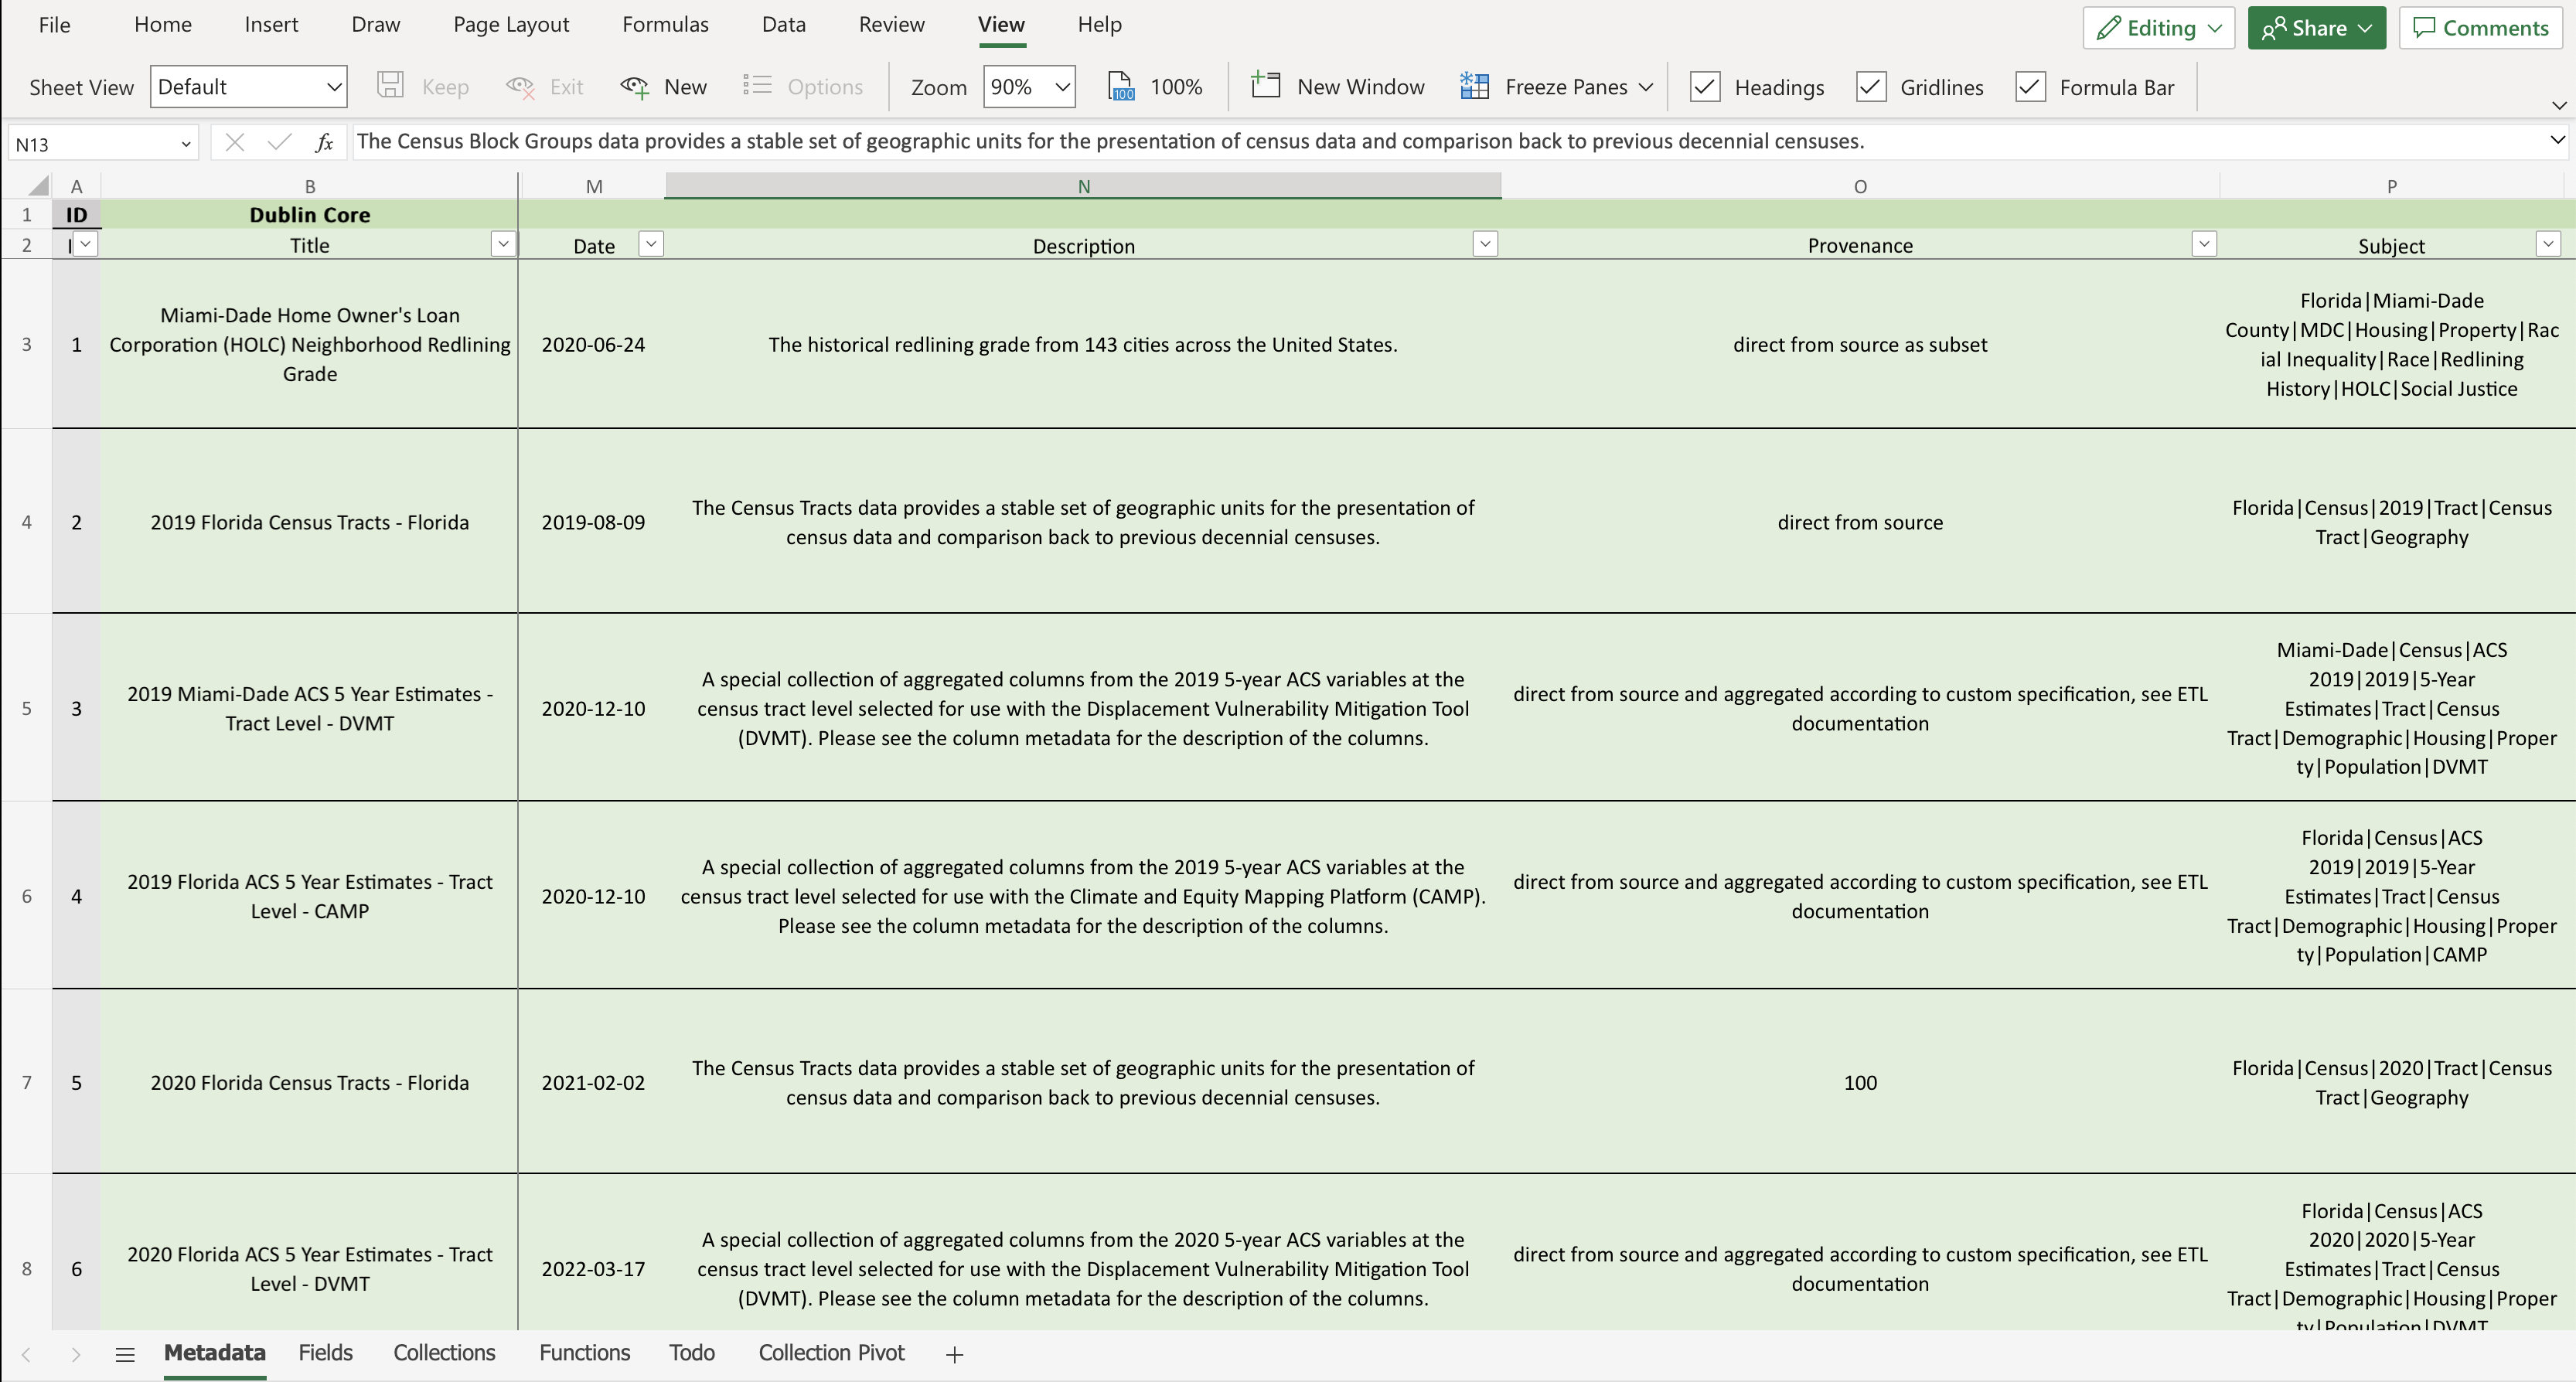 File Home Insert Draw Page Layout Formulas Data Review View Help Editing Share Comments
Sheet View Default Keep Exit New Options Zoom 90% 100 100% New Window Freeze Panes Headings Gridlines Formula Bar
N13 fx The Census Block Groups data provides a stable set of geographic units for the presentation of census data and comparison back to previous decennial censuses.
A B M N O P
1 ID Dublin Core
2 Title Date Description Provenance Subject
3 1
Miami-Dade Home Owner's Loan
Corporation (HOLC) Neighborhood Redlining
Grade
2020-06-24
The historical redlining grade from 143 cities across the United States.
direct from source as subset
Florida|Miami-Dade
County|MDC|Housing|Property|Rac
ial Inequality|Race|Redlining
History|HOLC|Social Justice
4 2
2019 Florida Census Tracts - Florida
2019-08-09
The Census Tracts data provides a stable set of geographic units for the presentation of
census data and comparison back to previous decennial censuses.
direct from source
Florida|Census|2019|Tract|Census
Tract|Geography
5 3
2019 Miami-Dade ACS 5 Year Estimates -
Tract Level - DVMT
2020-12-10
A special collection of aggregated columns from the 2019 5-year ACS variables at the
census tract level selected for use with the Displacement Vulnerability Mitigation Tool
(DVMT). Please see the column metadata for the description of the columns.
direct from source and aggregated according to custom specification, see ETL
documentation
Miami-Dade|Census|ACS
2019|2019|5-Year
Estimates|Tract|Census
Tract|Demographic|Housing|Proper
ty|Population|DVMT
6 4
2019 Florida ACS 5 Year Estimates - Tract
Level - CAMP
2020-12-10
A special collection of aggregated columns from the 2019 5-year ACS variables at the
census tract level selected for use with the Climate and Equity Mapping Platform (CAMP).
Please see the column metadata for the description of the columns.
direct from source and aggregated according to custom specification, see ETL
documentation
Florida|Census|ACS
2019|2019|5-Year
Estimates|Tract|Census
Tract|Demographic|Housing|Proper
ty|Population|CAMP
7 5
2020 Florida Census Tracts - Florida
2021-02-02
The Census Tracts data provides a stable set of geographic units for the presentation of
census data and comparison back to previous decennial censuses.
100
Florida|Census|2020|Tract|Census
Tract|Geography
8 6
2020 Florida ACS 5 Year Estimates - Tract
Level - DVMT
2022-03-17
A special collection of aggregated columns from the 2020 5-year ACS variables at the
census tract level selected for use with the Displacement Vulnerability Mitigation Tool
(DVMT). Please see the column metadata for the description of the columns.
direct from source and aggregated according to custom specification, see ETL
documentation
Florida|Census|ACS
2020|2020|5-Year
Estimates|Tract|Census
Tract|Demographic|Housing|Proper
ty|Population|DVMT
Metadata Fields Collections Functions Todo Collection Pivot